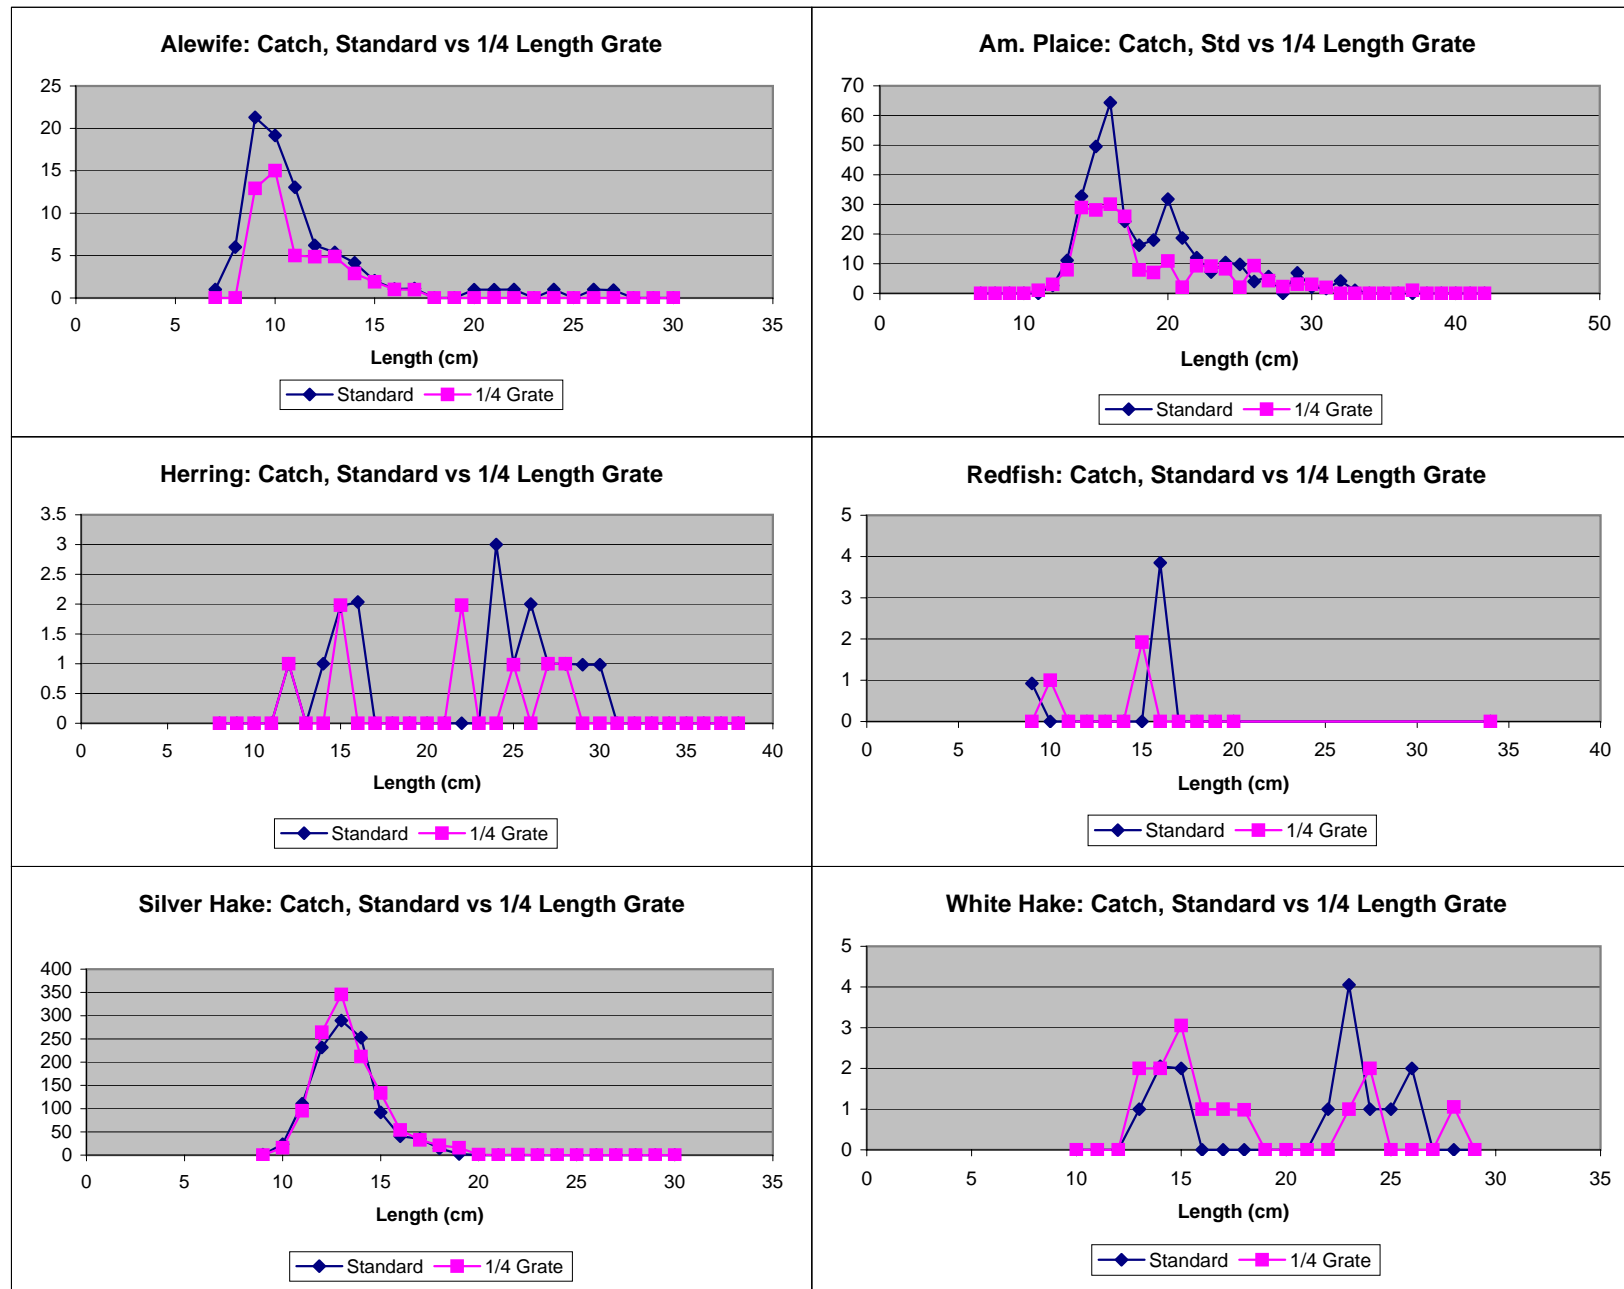 Alewife: Catch, Standard vs 1/4 Length Grate
25
20
15
10
5
0
0 5 10 15 20 25 30 35
Length (cm)
Standard 1/4 Grate
Am. Plaice: Catch, Std vs 1/4 Length Grate
70
60
50
40
30
20
10
0
0 10 20 30 40 50
Length (cm)
Standard 1/4 Grate
Herring: Catch, Standard vs 1/4 Length Grate
3.5
3
2.5
2
1.5
1
0.5
0
0 5 10 15 20 25 30 35 40
Length (cm)
Standard 1/4 Grate
Redfish: Catch, Standard vs 1/4 Length Grate
5
4
3
2
1
0
0 5 10 15 20 25 30 35 40
Length (cm)
Standard 1/4 Grate
Silver Hake: Catch, Standard vs 1/4 Length Grate
400
350
300
250
200
150
100
50
0
0 5 10 15 20 25 30 35
Length (cm)
Standard 1/4 Grate
White Hake: Catch, Standard vs 1/4 Length Grate
5
4
3
2
1
0
0 5 10 15 20 25 30 35
Length (cm)
Standard 1/4 Grate